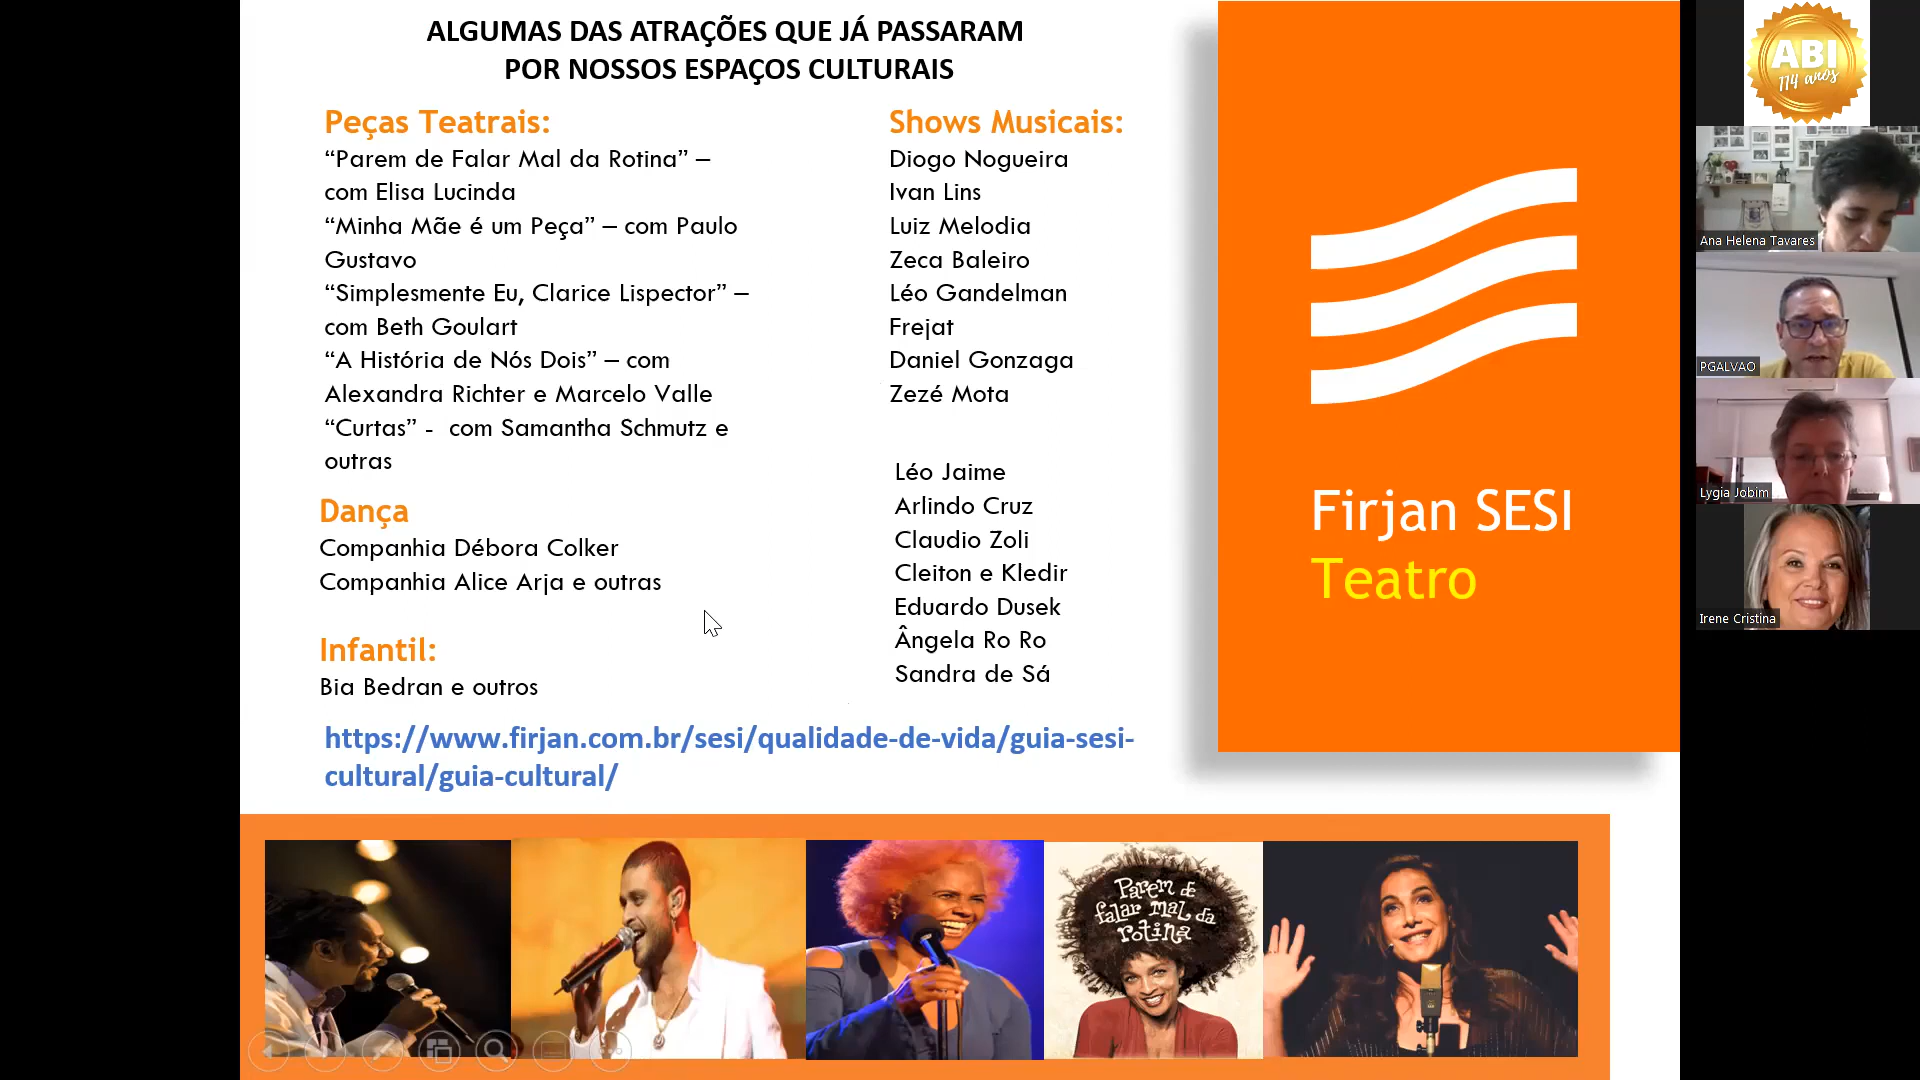 ALGUMAS DAS ATRAÇÕES QUE JÁ PASSARAM
POR NOSSOS ESPAÇOS CULTURAIS
Peças Teatrais:
“Parem de Falar Mal da Rotina” –
com Elisa Lucinda
“Minha Mãe é um Peça” – com Paulo
Gustavo
“Simplesmente Eu, Clarice Lispector” –
com Beth Goulart
“A História de Nós Dois” – com
Alexandra Richter e Marcelo Valle
“Curtas” - com Samantha Schmutz e
outras
Dança
Companhia Débora Colker
Companhia Alice Arja e outras
Infantil:
Bia Bedran e outros
Shows Musicais:
Diogo Nogueira
Ivan Lins
Luiz Melodia
Zeca Baleiro
Léo Gandelman
Frejat
Daniel Gonzaga
Zezé Mota
Léo Jaime
Arlindo Cruz
Claudio Zoli
Cleiton e Kledir
Eduardo Dusek
Ângela Ro Ro
Sandra de Sá
https://www.firjan.com.br/sesi/qualidade-de-vida/guia-sesi-
cultural/guia-cultural/
Firjan SESI
Teatro
Parem de
falar mal da
rotina
ABI
114 anos
Ana Helena Tavares
PGALVAO
Lygia Jobim
Irene Cristina